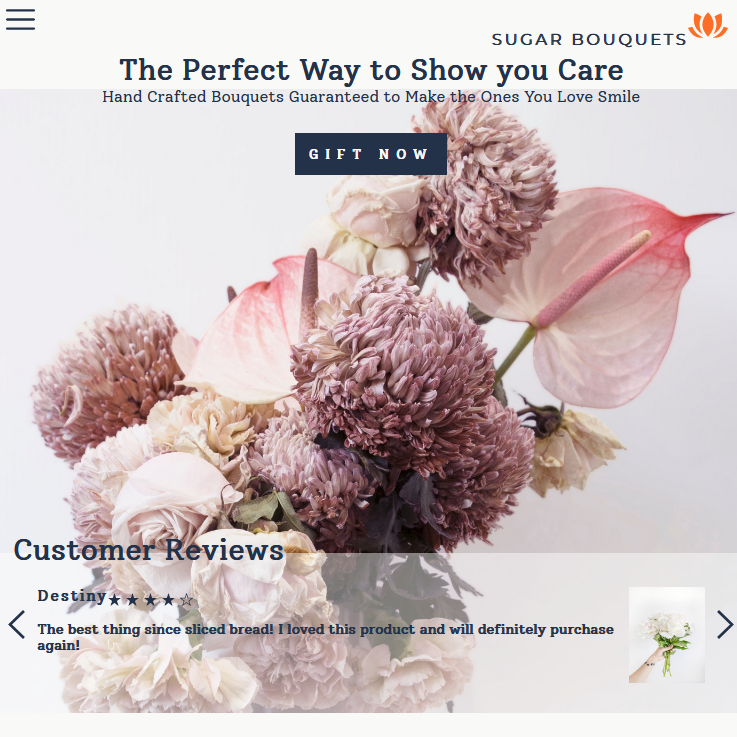 SUGAR BOUQUETS
The Perfect Way to Show you Care
Hand Crafted Bouquets Guaranteed to Make the Ones You Love Smile
GIFT NOW
Customer Reviews
Destiny★★★★☆
The best thing since sliced bread! I loved this product and will definitely purchase
again!